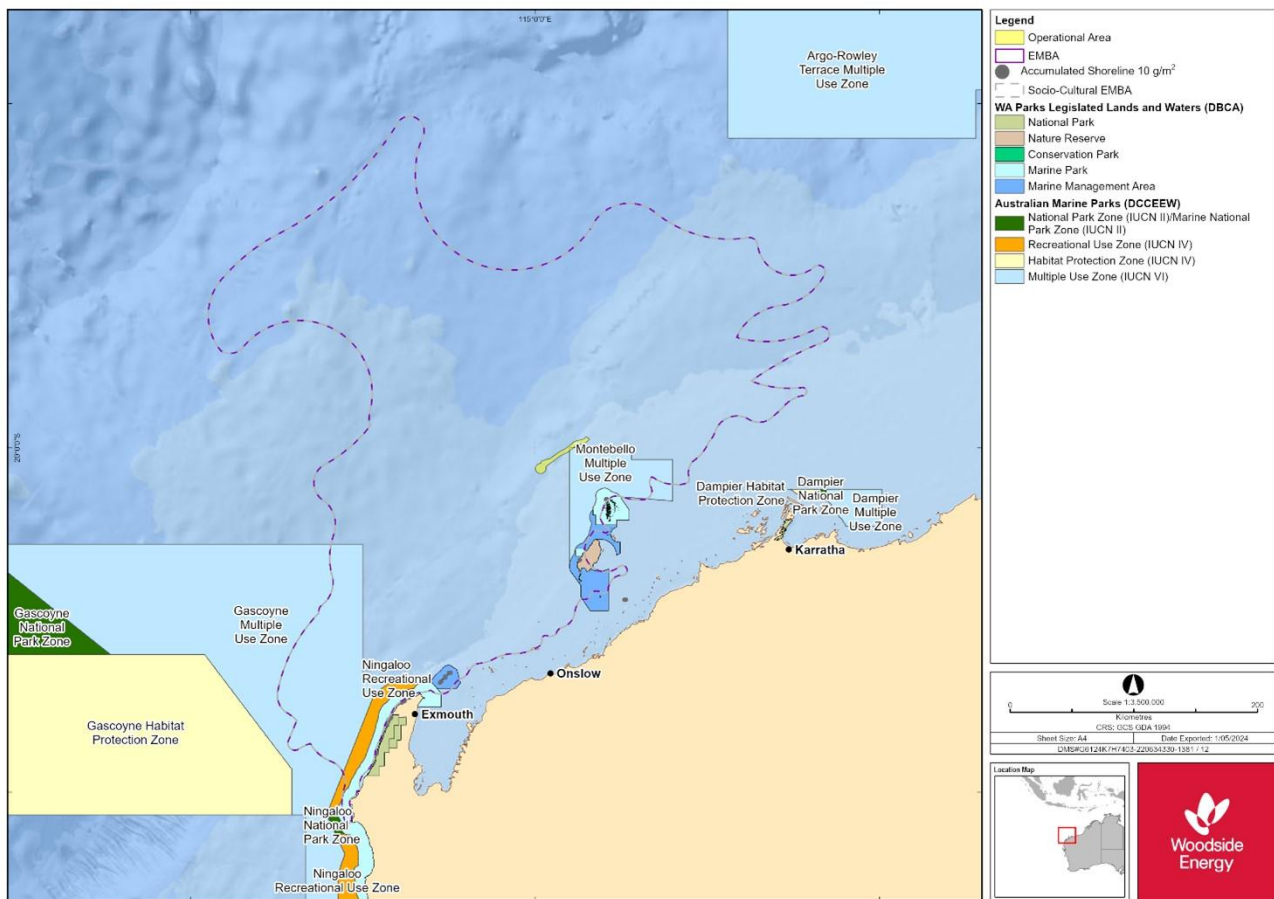 115°0'0"E
20°0'0"S
Argo-Rowley
Terrace Multiple
Use Zone
Montebello
Multiple
Use Zone
Dampier Habitat
Protection Zone
Dampier
National
Park Zone
Dampier
Multiple
Use Zone
Karratha
Gascoyne
National
Park Zone
Gascoyne
Multiple
Use Zone
Gascoyne Habitat
Protection Zone
Ningaloo
Recreational
Use Zone
Onslow
Exmouth
Ningaloo
National
Park Zone
Ningaloo
Recreational Use Zone
Legend
Operational Area
EMBA
Accumulated Shoreline 10 g/m²
Socio-Cultural EMBA
WA Parks Legislated Lands and Waters (DBCA)
National Park
Nature Reserve
Conservation Park
Marine Park
Marine Management Area
Australian Marine Parks (DCCEEW)
National Park Zone (IUCN II)/Marine National
Park Zone (IUCN II)
Recreational Use Zone (IUCN IV)
Habitat Protection Zone (IUCN IV)
Multiple Use Zone (IUCN VI)
Scale 1:3,500,000
0 200
Kilometres
CRS: GCS GDA 1994
Sheet Size: A4 Date Exported: 1/05/2024
Location Map
Woodside
Energy